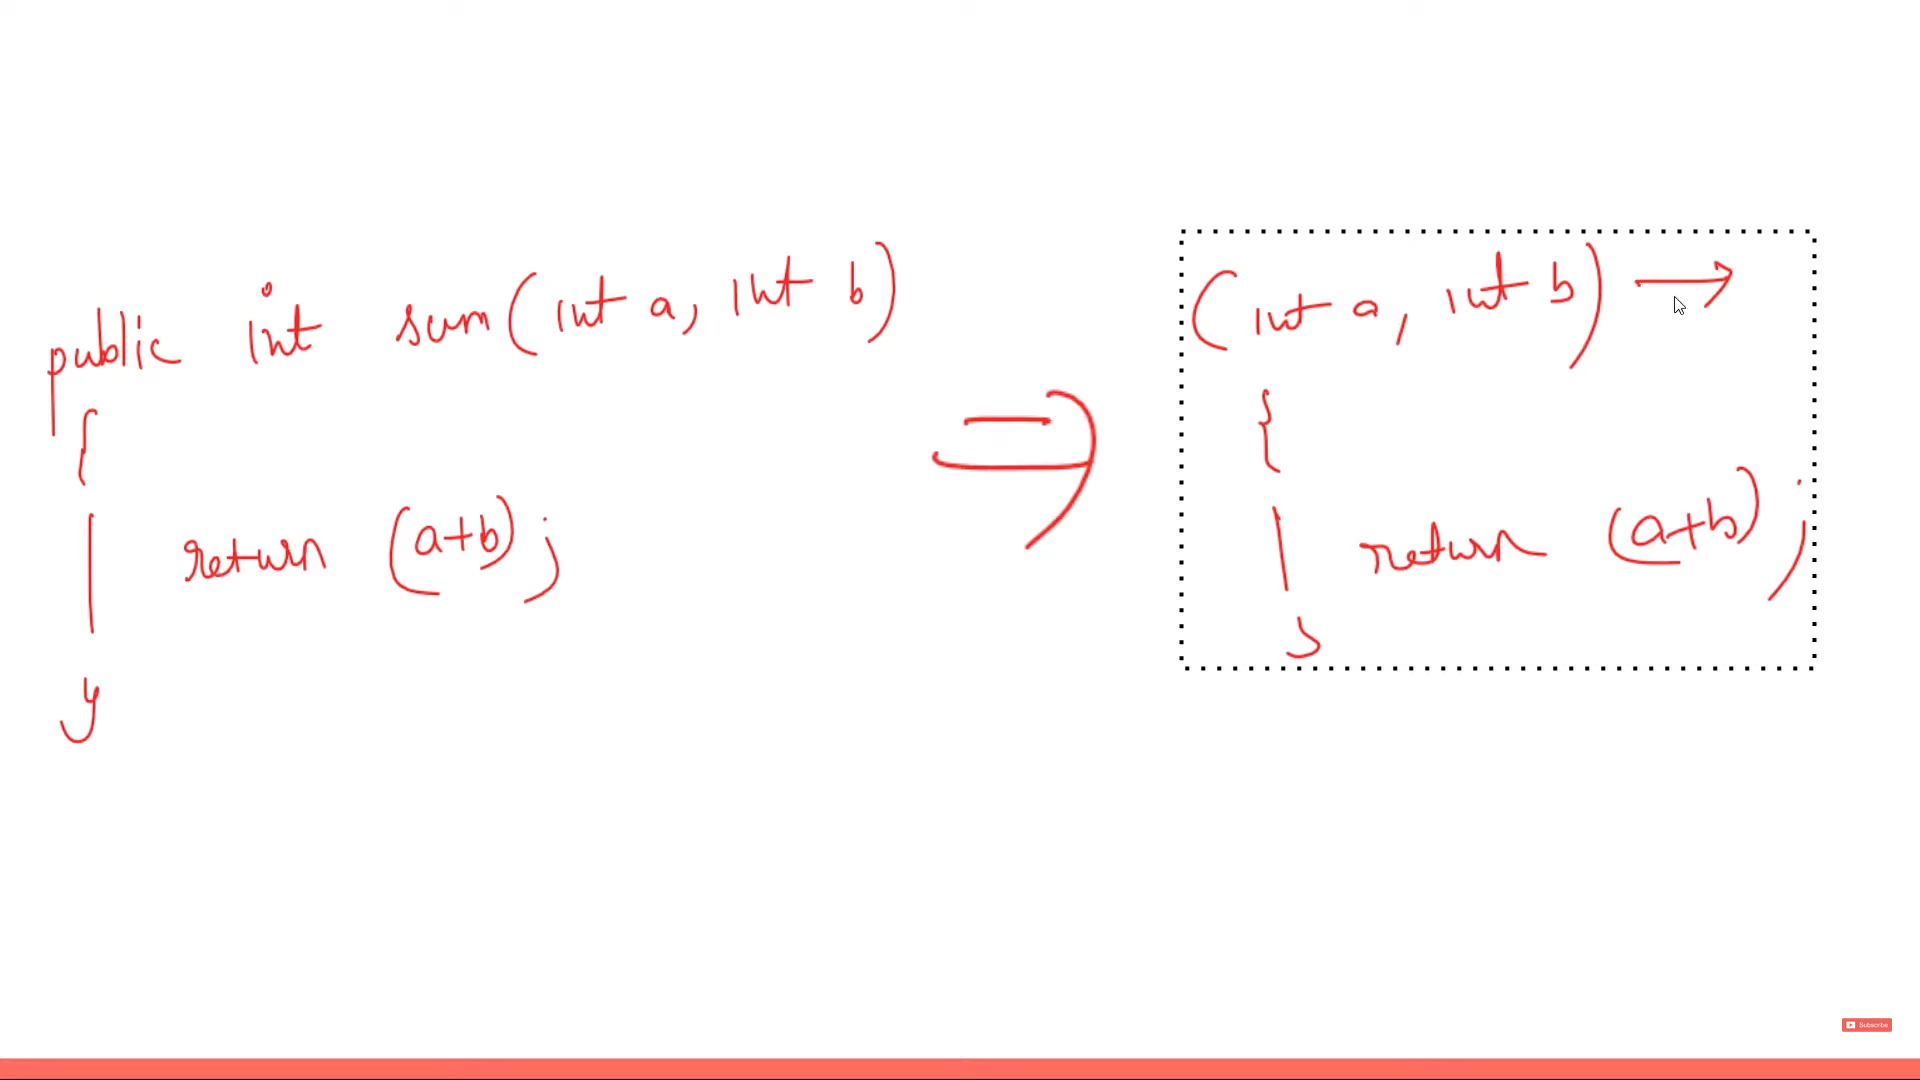 public int sum(int a, int b)
{
return (a+b);
}
⇒
(int a, int b) →
{
return (a+b);
}
Subscribe